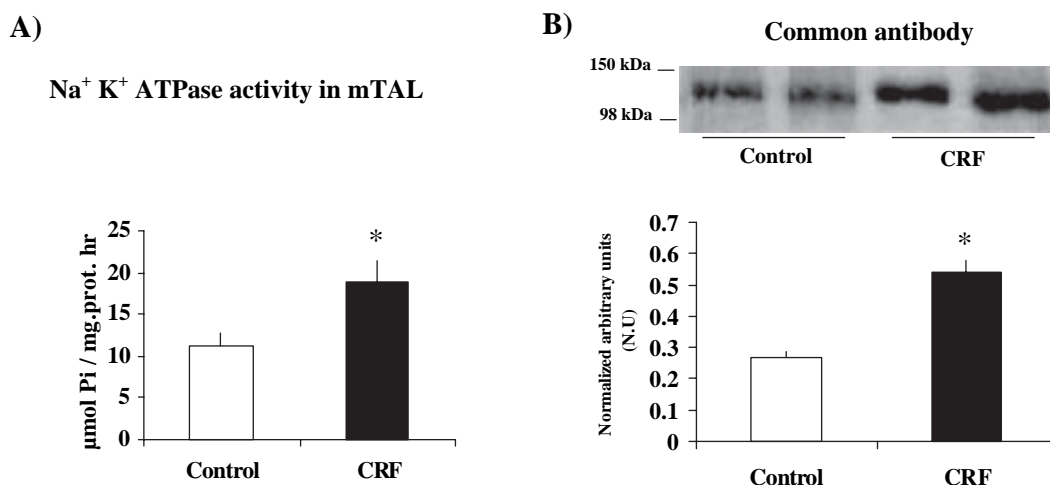 A)
Na⁺ K⁺ ATPase activity in mTAL
µmol Pi / mg.prot. hr
25
20
15
10
5
0
*
Control
CRF
B)
Common antibody
150 kDa
98 kDa
Control
CRF
Normalized arbitrary units
(N.U)
0.7
0.6
0.5
0.4
0.3
0.2
0.1
0
*
Control
CRF